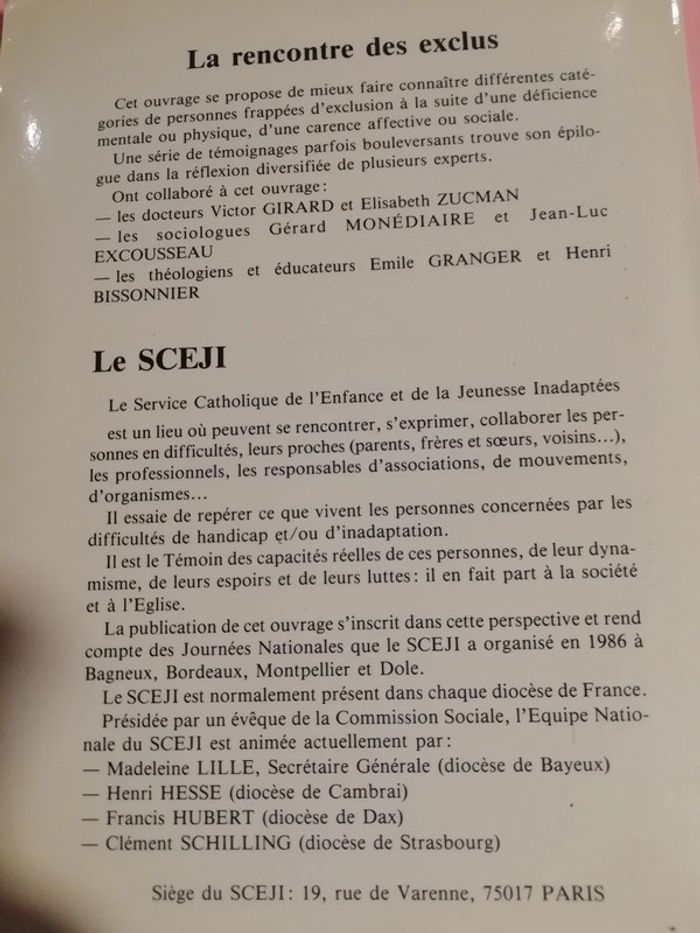 La rencontre des exclus
Cet ouvrage se propose de mieux faire connaître différentes caté-
gories de personnes frappées d'exclusion à la suite d'une déficience
mentale ou physique, d'une carence affective ou sociale.
Une série de témoignages parfois bouleversants trouve son épilo-
gue dans la réflexion diversifiée de plusieurs experts.
Ont collaboré à cet ouvrage :
— les docteurs Victor GIRARD et Elisabeth ZUCMAN
— les sociologues Gérard MONÉDIAIRE et Jean-Luc
EXCOUSSEAU
— les théologiens et éducateurs Emile GRANGER et Henri
BISSONNIER
Le SCEJI
Le Service Catholique de l'Enfance et de la Jeunesse Inadaptées
est un lieu où peuvent se rencontrer, s'exprimer, collaborer les per-
sonnes en difficultés, leurs proches (parents, frères et sœurs, voisins...),
les professionnels, les responsables d'associations, de mouvements,
d'organismes...
Il essaie de repérer ce que vivent les personnes concernées par les
difficultés de handicap et/ou d'inadaptation.
Il est le Témoin des capacités réelles de ces personnes, de leur dyna-
misme, de leurs espoirs et de leurs luttes : il en fait part à la société
et à l'Eglise.
La publication de cet ouvrage s'inscrit dans cette perspective et rend
compte des Journées Nationales que le SCEJI a organisé en 1986 à
Bagneux, Bordeaux, Montpellier et Dole.
Le SCEJI est normalement présent dans chaque diocèse de France.
Présidée par un évêque de la Commission Sociale, l'Equipe Natio-
nale du SCEJI est animée actuellement par :
— Madeleine LILLE, Secrétaire Générale (diocèse de Bayeux)
— Henri HESSE (diocèse de Cambrai)
— Francis HUBERT (diocèse de Dax)
— Clément SCHILLING (diocèse de Strasbourg)
Siège du SCEJI : 19, rue de Varenne, 75017 PARIS